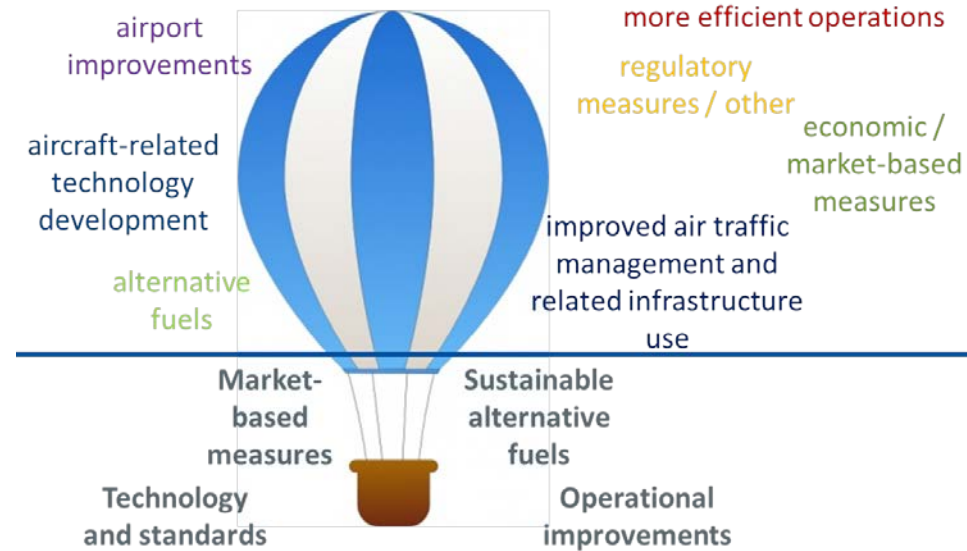 airport
improvements
more efficient operations
regulatory
measures / other
economic /
market-based
measures
aircraft-related
technology
development
improved air traffic
management and
related infrastructure
use
alternative
fuels
Market-
based
measures
Sustainable
alternative
fuels
Technology
and standards
Operational
improvements